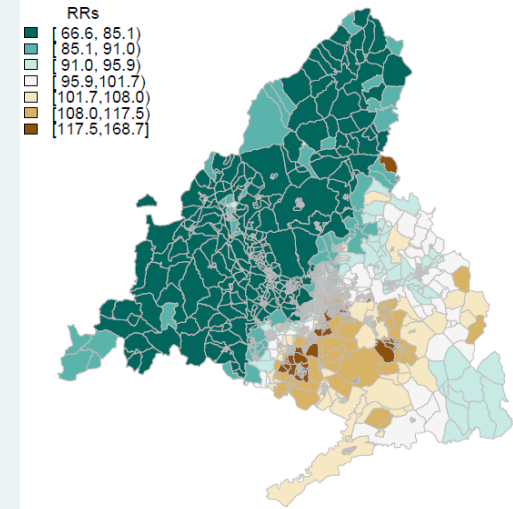 RRs
[ 66.6, 85.1)
[ 85.1, 91.0)
[ 91.0, 95.9)
[ 95.9,101.7)
[101.7,108.0)
[108.0,117.5)
[117.5,168.7]